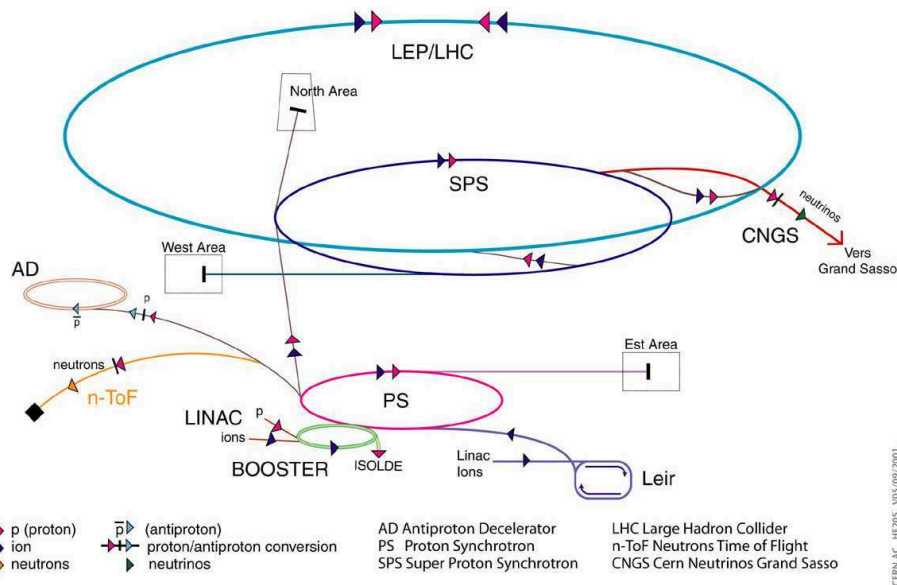 LEP/LHC
North Area
SPS
neutrinos
CNGS
Vers
Grand Sasso
West Area
AD
p
p̅
neutrons
n-ToF
Est Area
PS
LINAC
p
ions
BOOSTER
ISOLDE
Linac
Ions
Leir
p (proton)
ion
neutrons
p̅ (antiproton)
proton/antiproton conversion
neutrinos
AD Antiproton Decelerator
PS Proton Synchrotron
SPS Super Proton Synchrotron
LHC Large Hadron Collider
n-ToF Neutrons Time of Flight
CNGS Cern Neutrinos Grand Sasso